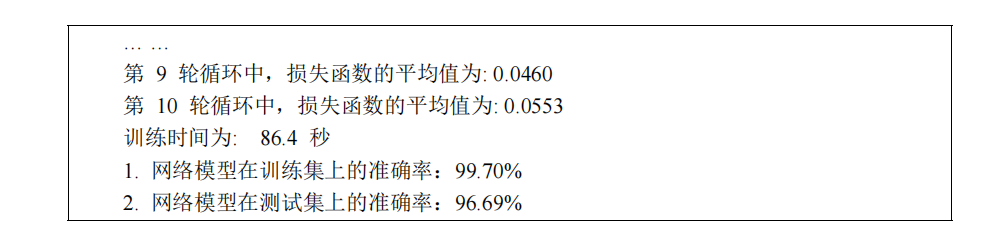 … …
第 9 轮循环中，损失函数的平均值为: 0.0460
第 10 轮循环中，损失函数的平均值为: 0.0553
训练时间为: 86.4 秒
1. 网络模型在训练集上的准确率：99.70%
2. 网络模型在测试集上的准确率：96.69%